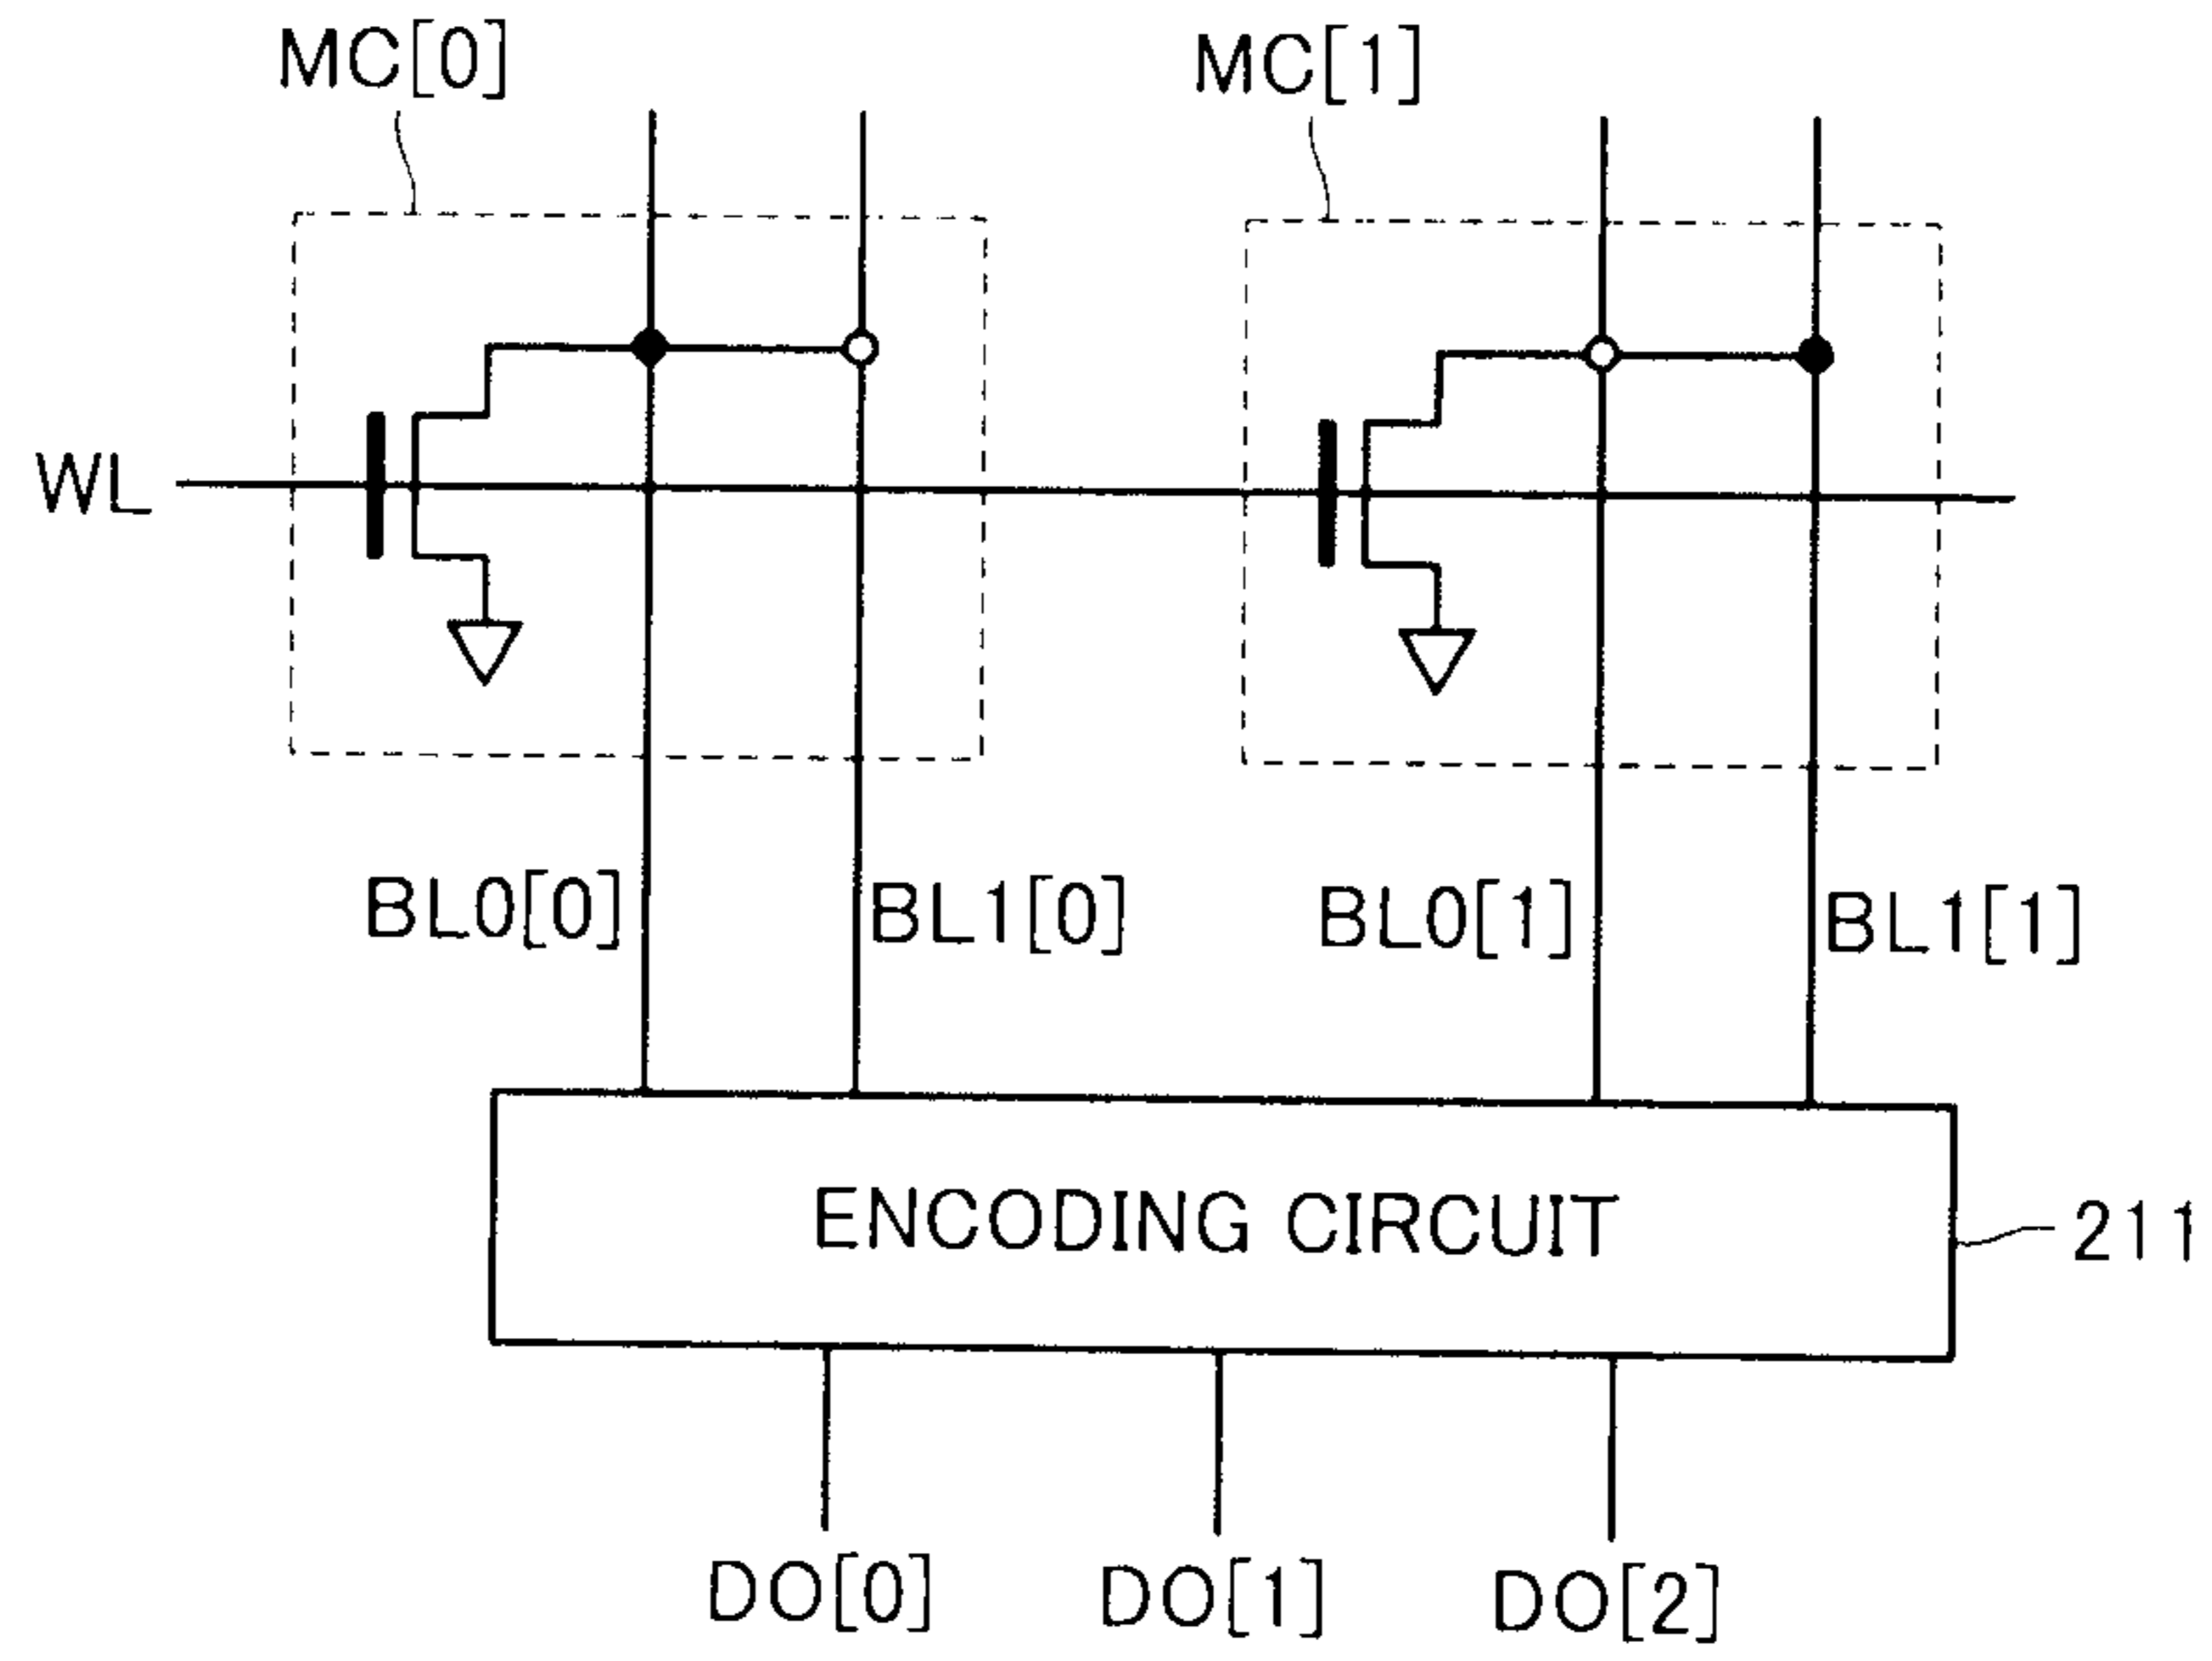 MC[0] MC[1]
WL
BL0[0] BL1[0] BL0[1] BL1[1]
ENCODING CIRCUIT 211
DO[0] DO[1] DO[2]